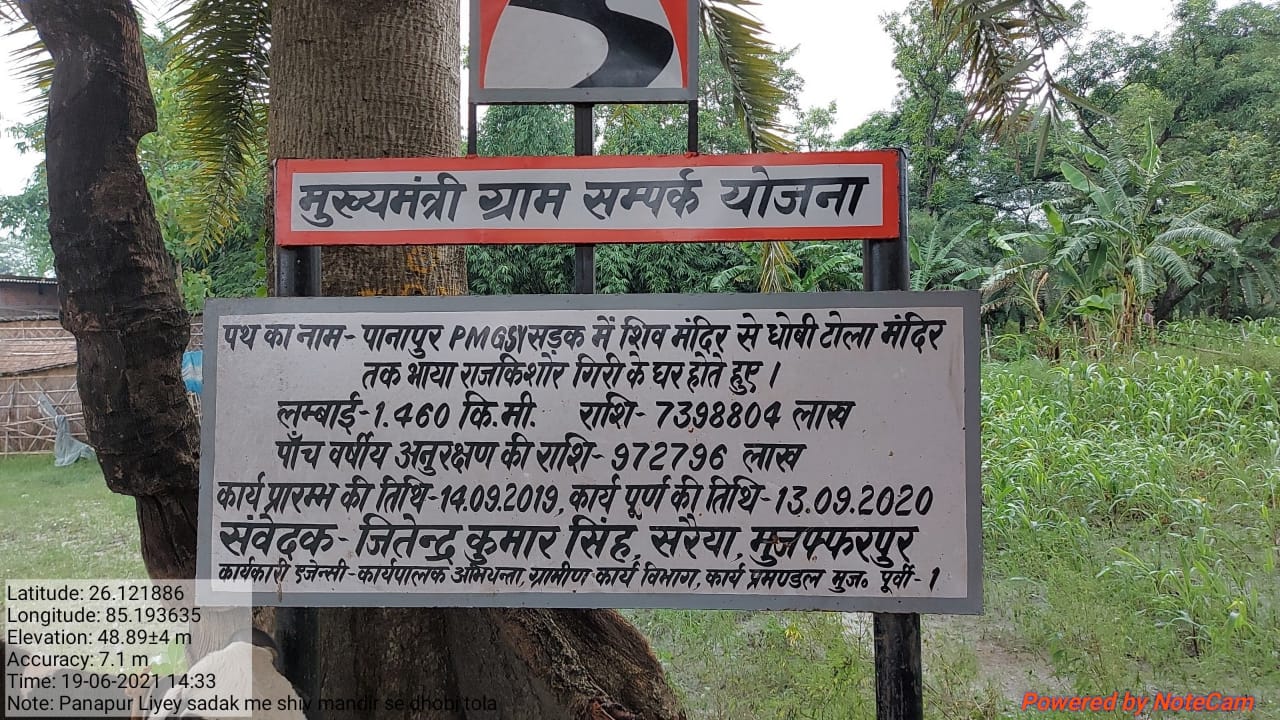 मुख्यमंत्री ग्राम सम्पर्क योजना
पथ का नाम- पानापुर PMGSY सड़क में शिव मंदिर से धोबी टोला मंदिर
तक भाया राजकिशोर गिरी के घर होते हुए।
लम्बाई-1.460 कि.मी. राशि- 7398804 लाख
पाँच वर्षीय अनुरक्षण की राशि- 972796 लाख
कार्य प्रारम्भ की तिथि-14.09.2019, कार्य पूर्ण की तिथि-13.09.2020
संवेदक- जितेन्द्र कुमार सिंह, सरैया, मुजफ्फरपुर
कार्यकारी एजेन्सी-कार्यपालक अभियन्ता, ग्रामीण कार्य विभाग, कार्य प्रमण्डल मुज० पूर्वी- 1
Latitude: 26.121886
Longitude: 85.193635
Elevation: 48.89±4 m
Accuracy: 7.1 m
Time: 19-06-2021 14:33
Note: Panapur Liyey sadak me shiv mandir se dhobi tola
Powered by NoteCam